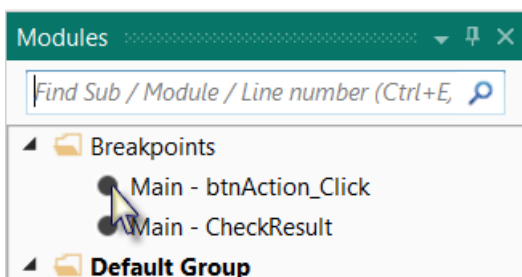 Modules
Find Sub / Module / Line number (Ctrl+E,
Breakpoints
Main - btnAction_Click
Main - CheckResult
Default Group